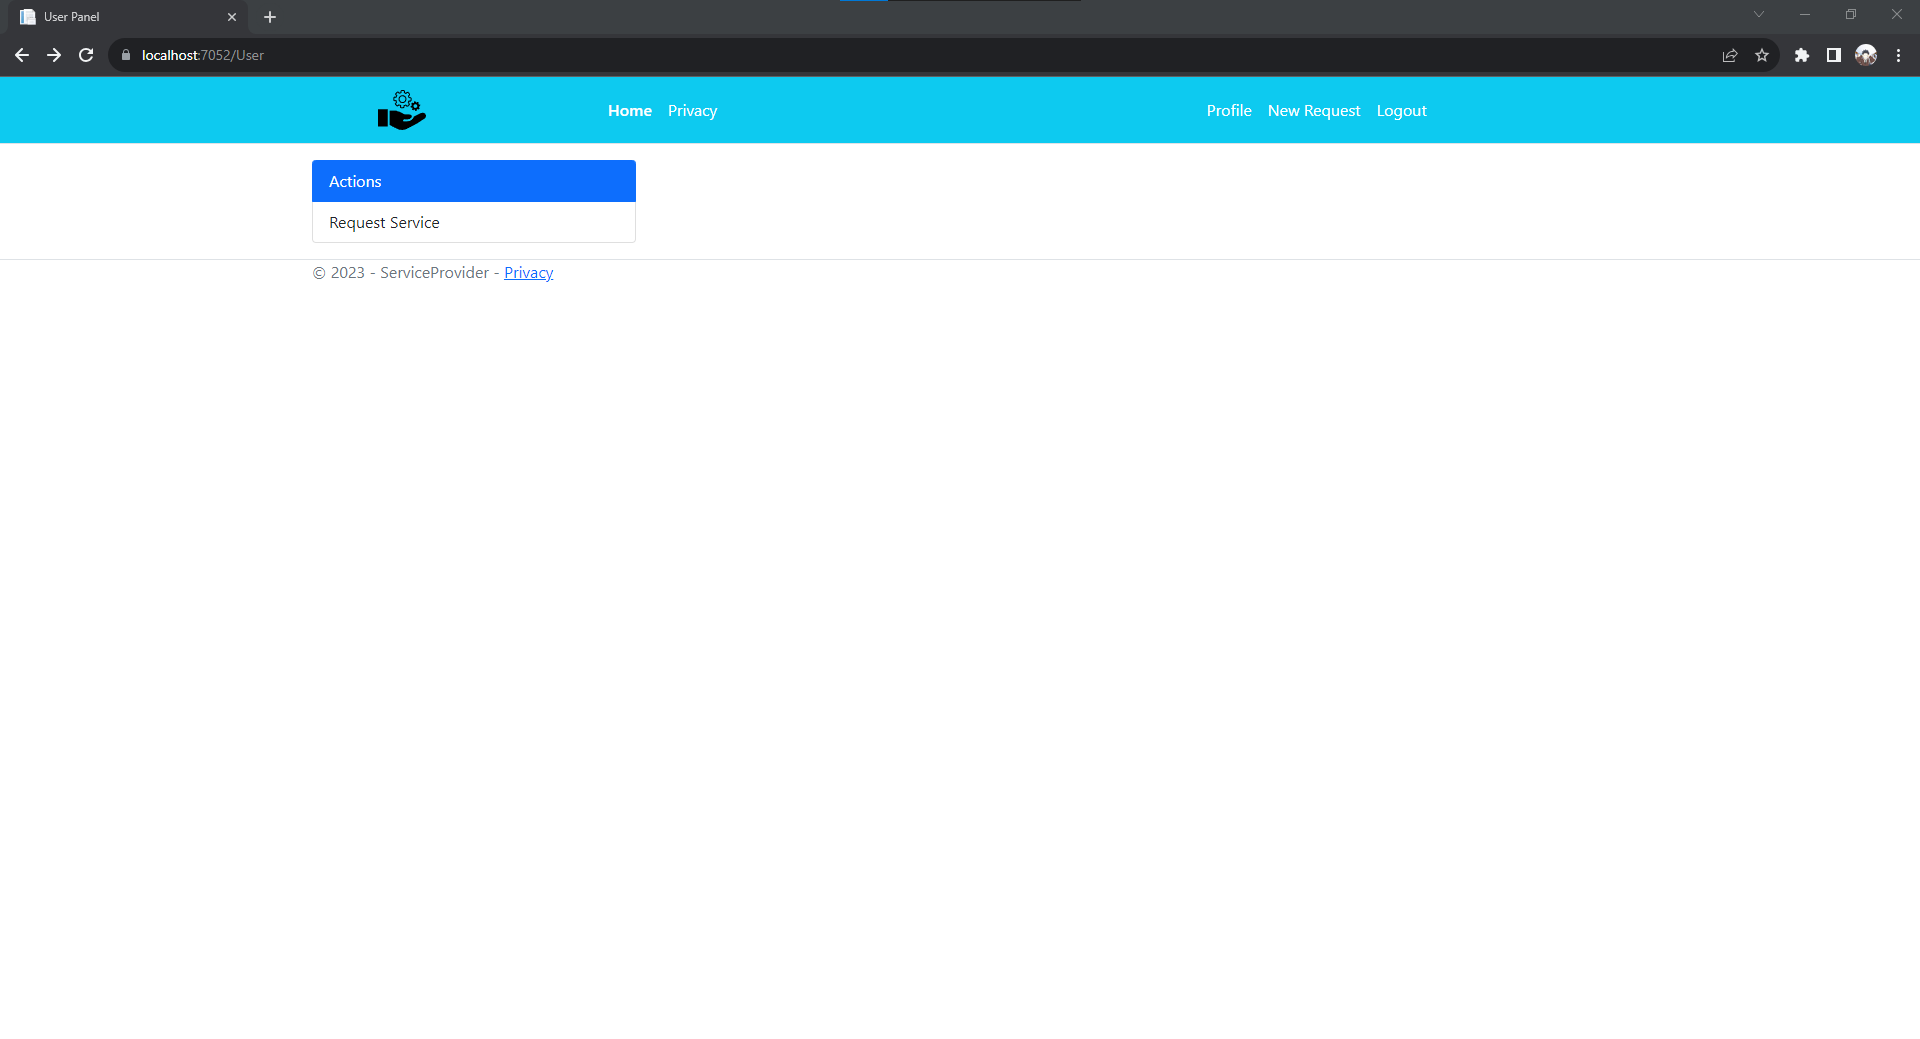 User Panel
localhost:7052/User
Home Privacy Profile New Request Logout
Actions
Request Service
© 2023 - ServiceProvider - Privacy